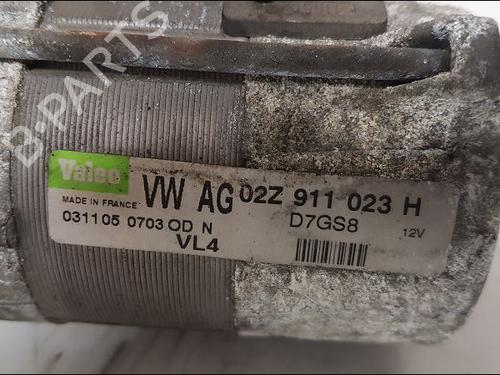 B-PARTS
Valeo
VW AG 02Z 911 023 H
MADE IN FRANCE
D7GS8
12V
031105 0703 OD N
VL4